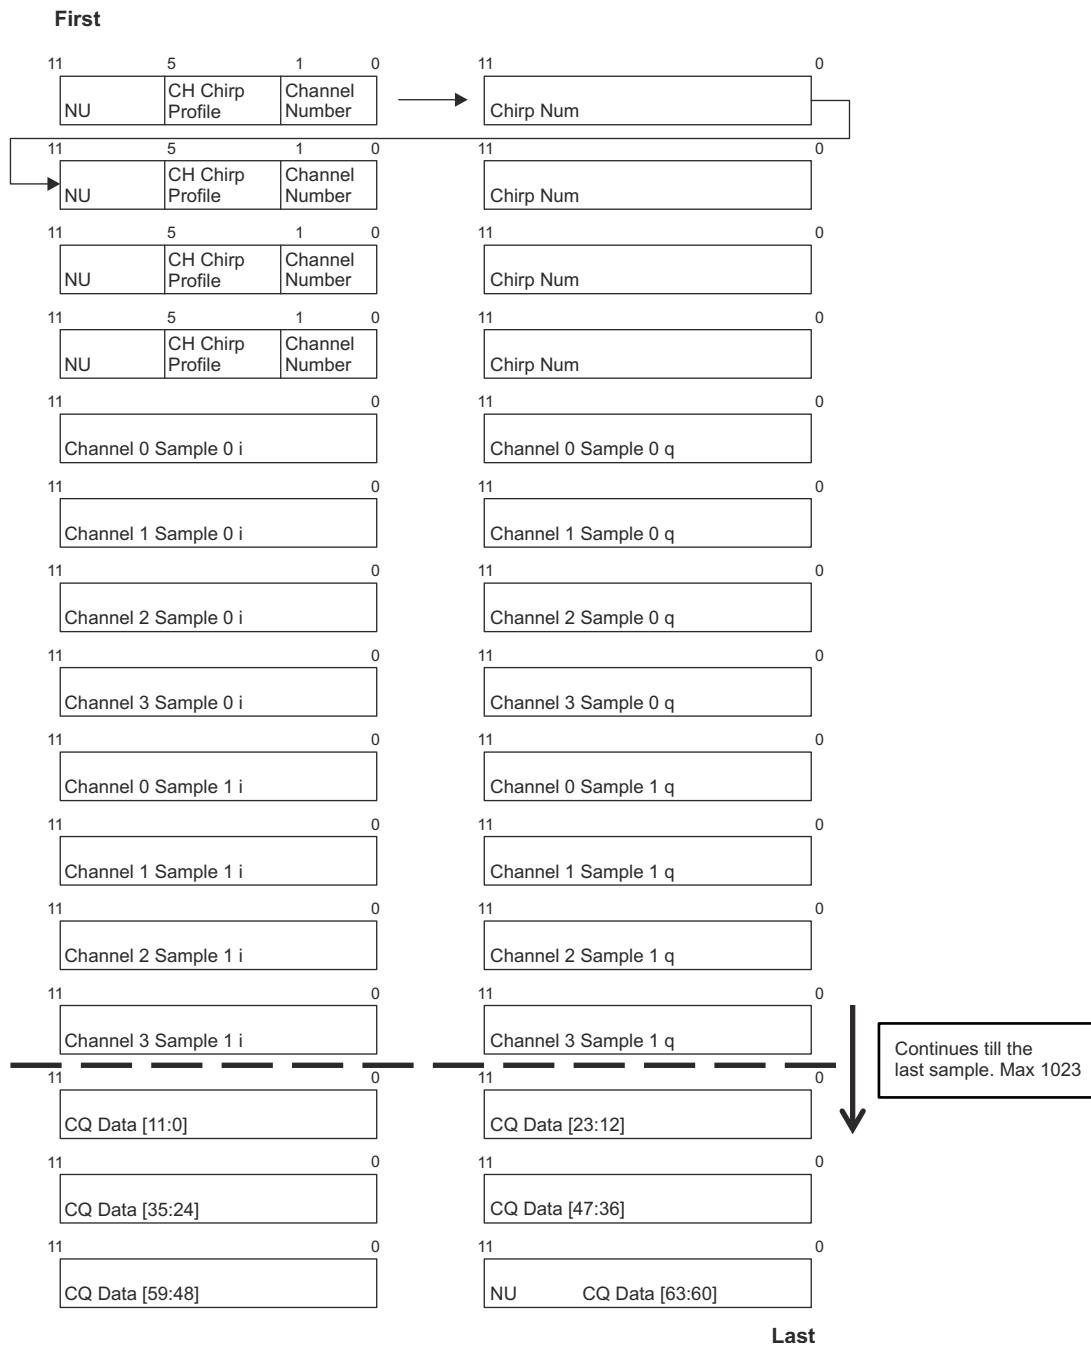 First
11 5 1 0 11 0
NU CH Chirp Profile Channel Number Chirp Num
11 5 1 0 11 0
NU CH Chirp Profile Channel Number Chirp Num
11 5 1 0 11 0
NU CH Chirp Profile Channel Number Chirp Num
11 5 1 0 11 0
NU CH Chirp Profile Channel Number Chirp Num
11 0 11 0
Channel 0 Sample 0 i Channel 0 Sample 0 q
11 0 11 0
Channel 1 Sample 0 i Channel 1 Sample 0 q
11 0 11 0
Channel 2 Sample 0 i Channel 2 Sample 0 q
11 0 11 0
Channel 3 Sample 0 i Channel 3 Sample 0 q
11 0 11 0
Channel 0 Sample 1 i Channel 0 Sample 1 q
11 0 11 0
Channel 1 Sample 1 i Channel 1 Sample 1 q
11 0 11 0
Channel 2 Sample 1 i Channel 2 Sample 1 q
11 0 11 0
Channel 3 Sample 1 i Channel 3 Sample 1 q
Continues till the
last sample. Max 1023
11 0 11 0
CQ Data [11:0] CQ Data [23:12]
11 0 11 0
CQ Data [35:24] CQ Data [47:36]
11 0 11 0
CQ Data [59:48] NU CQ Data [63:60]
Last